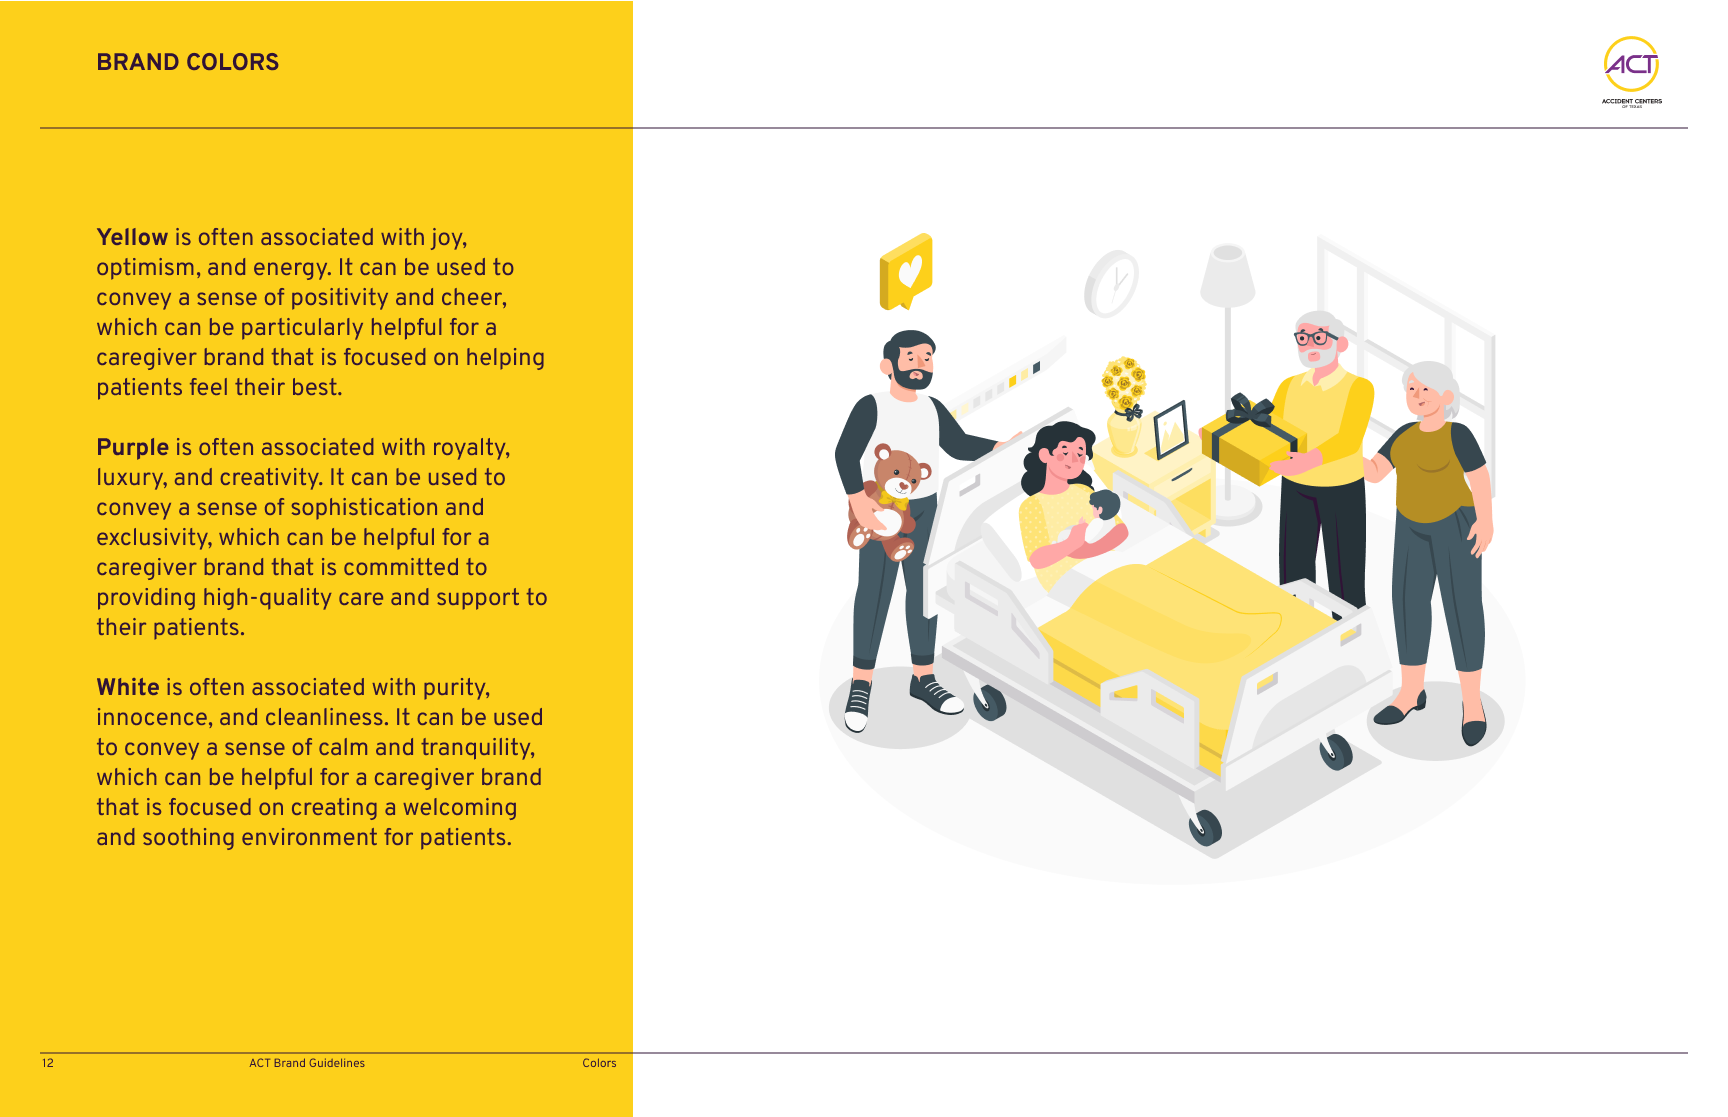 BRAND COLORS
ACT
ACCIDENT CENTERS
OF TEXAS
Yellow is often associated with joy,
optimism, and energy. It can be used to
convey a sense of positivity and cheer,
which can be particularly helpful for a
caregiver brand that is focused on helping
patients feel their best.
Purple is often associated with royalty,
luxury, and creativity. It can be used to
convey a sense of sophistication and
exclusivity, which can be helpful for a
caregiver brand that is committed to
providing high-quality care and support to
their patients.
White is often associated with purity,
innocence, and cleanliness. It can be used
to convey a sense of calm and tranquility,
which can be helpful for a caregiver brand
that is focused on creating a welcoming
and soothing environment for patients.
12
ACT Brand Guidelines
Colors